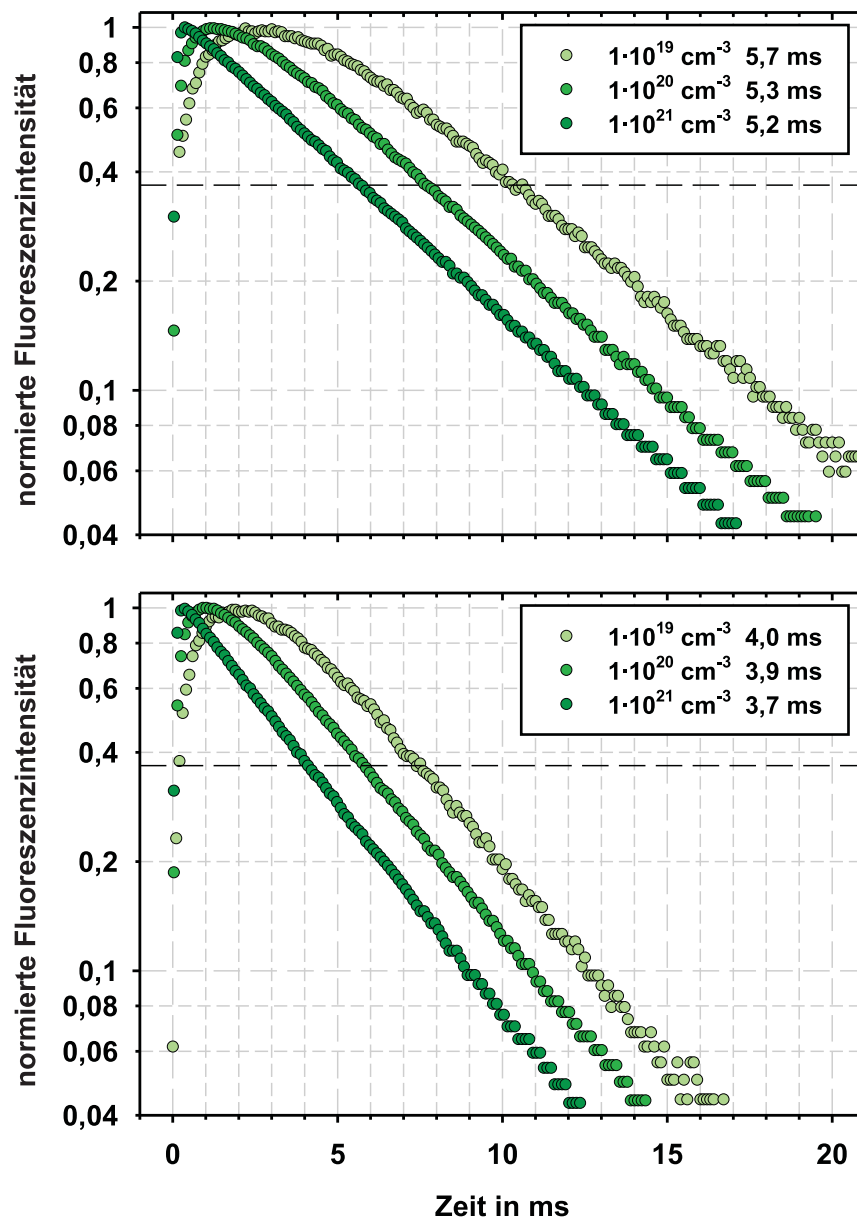 normierte Fluoreszenzintensität
1
0,8
0,6
0,4
0,2
0,1
0,08
0,06
0,04
1·10¹⁹ cm⁻³ 5,7 ms
1·10²⁰ cm⁻³ 5,3 ms
1·10²¹ cm⁻³ 5,2 ms
normierte Fluoreszenzintensität
1
0,8
0,6
0,4
0,2
0,1
0,08
0,06
0,04
1·10¹⁹ cm⁻³ 4,0 ms
1·10²⁰ cm⁻³ 3,9 ms
1·10²¹ cm⁻³ 3,7 ms
0 5 10 15 20
Zeit in ms